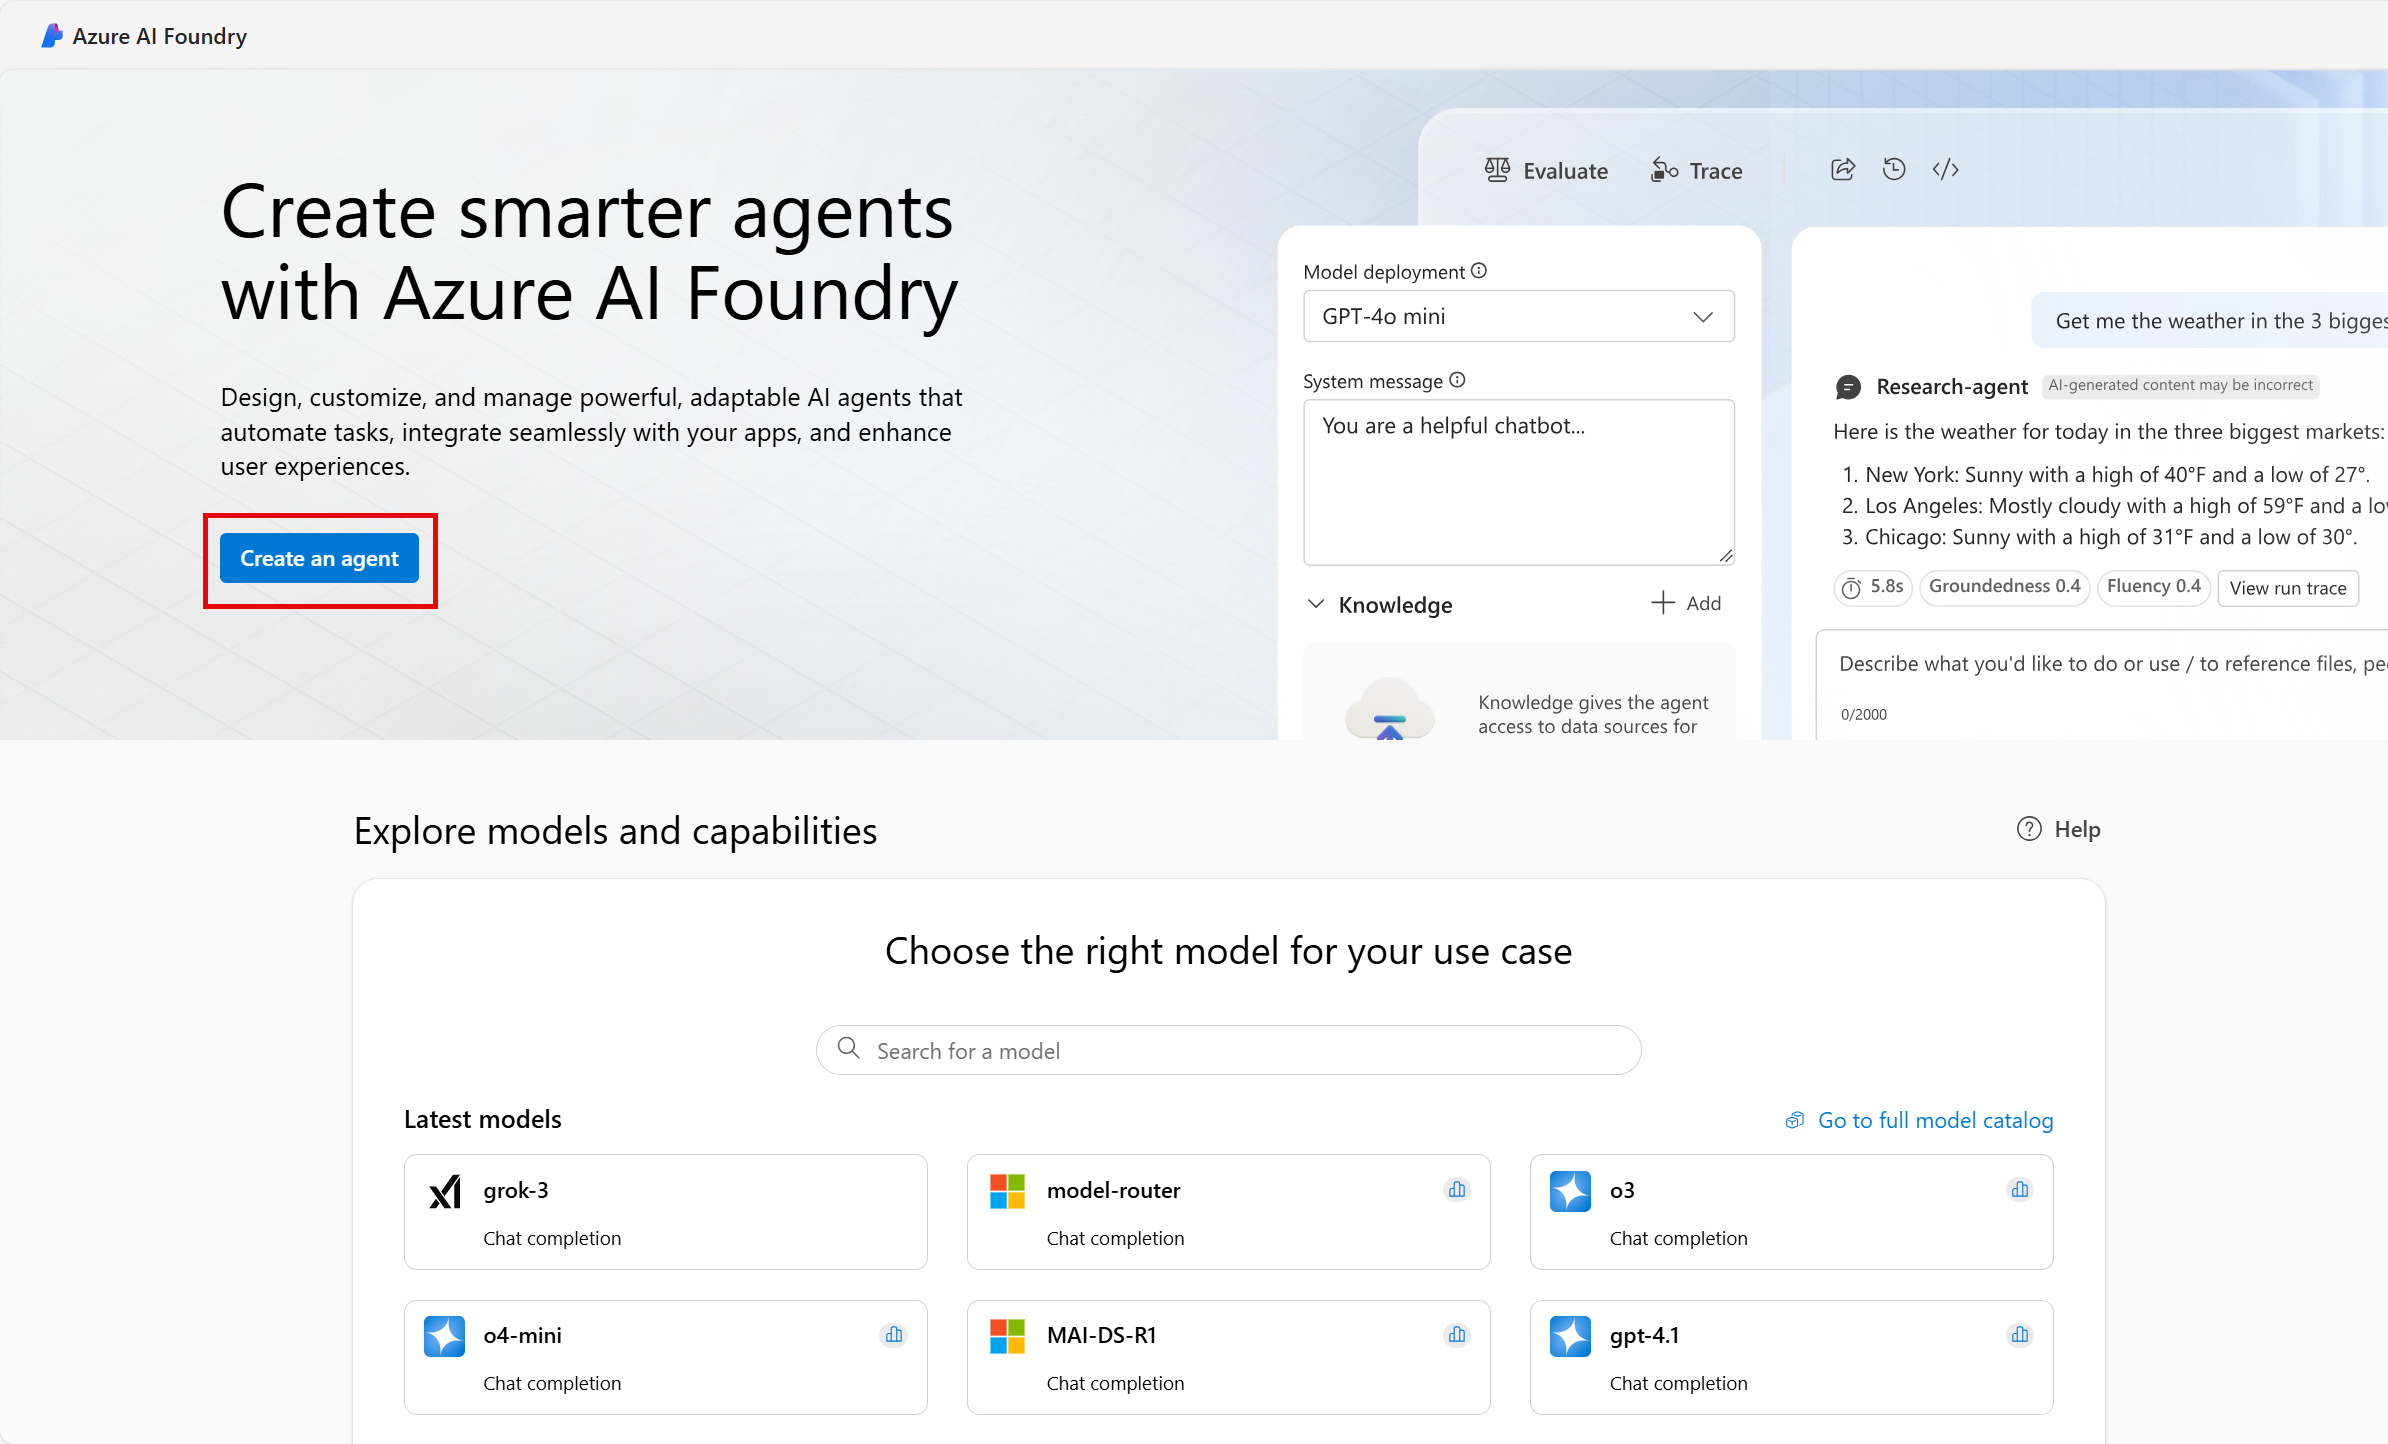 Azure AI Foundry
Create smarter agents
with Azure AI Foundry
Design, customize, and manage powerful, adaptable AI agents that
automate tasks, integrate seamlessly with your apps, and enhance
user experiences.
Create an agent
Evaluate
Trace
Model deployment
GPT-4o mini
System message
You are a helpful chatbot...
Knowledge
Add
Knowledge gives the agent
access to data sources for
Get me the weather in the 3
Research-agent
AI-generated content may be incorrect
Here is the weather for today in the three biggest markets:
1. New York: Sunny with a high of 40°F and a low of 27°.
2. Los Angeles: Mostly cloudy with a high of 59°F and a
3. Chicago: Sunny with a high of 31°F and a low of 30°.
5.8s
Groundedness 0.4
Fluency 0.4
View run trace
Describe what you'd like to do or use / to reference files,
0/2000
Explore models and capabilities
Help
Choose the right model for your use case
Search for a model
Latest models
Go to full model catalog
grok-3
Chat completion
model-router
Chat completion
o3
Chat completion
o4-mini
Chat completion
MAI-DS-R1
Chat completion
gpt-4.1
Chat completion